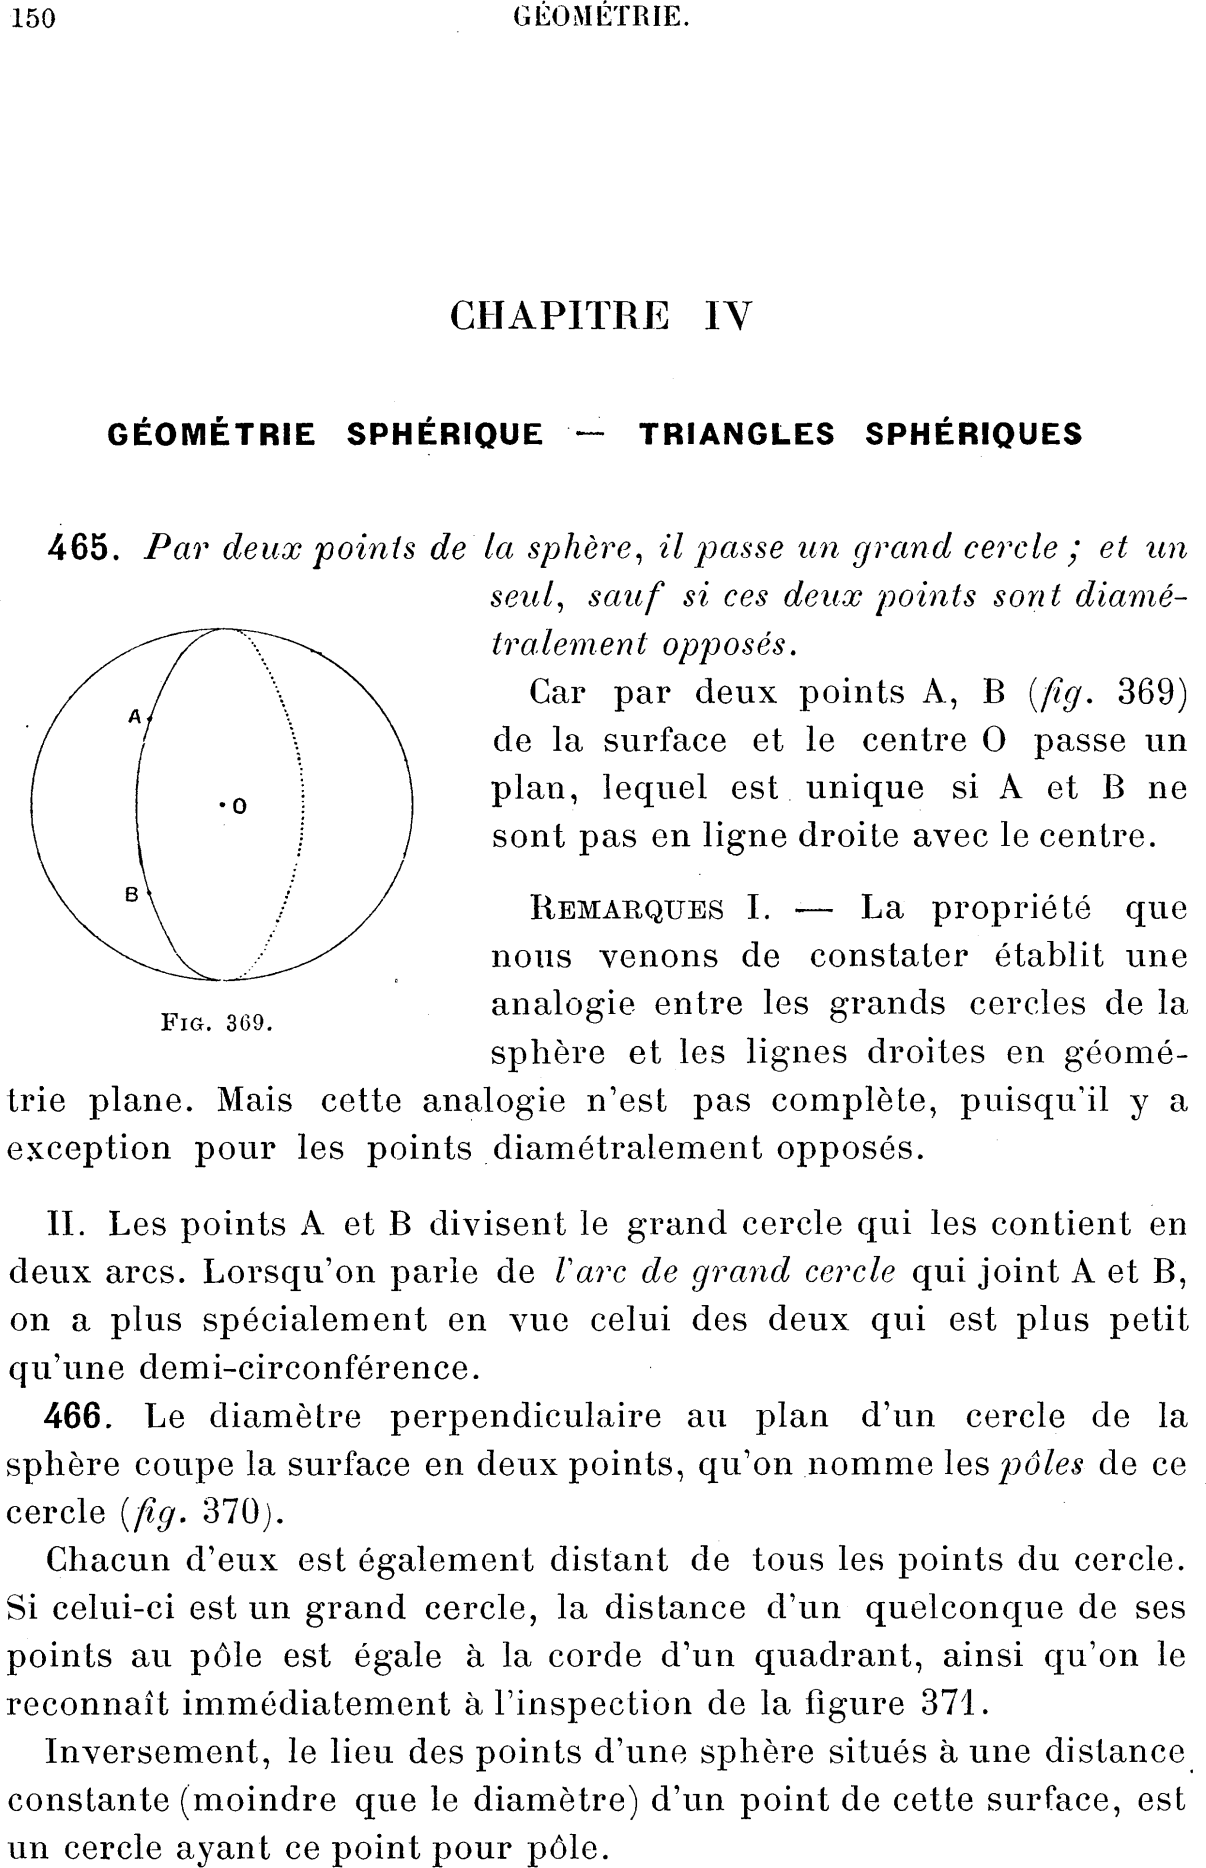 150
GÉOMÉTRIE.
CHAPITRE IV
GÉOMÉTRIE SPHÉRIQUE — TRIANGLES SPHÉRIQUES
465. Par deux points de la sphère, il passe un grand cercle ; et un
seul, sauf si ces deux points sont diamé-
tralement opposés.
Car par deux points A, B (fig. 369)
de la surface et le centre O passe un
plan, lequel est unique si A et B ne
sont pas en ligne droite avec le centre.
REMARQUES I. — La propriété que
nous venons de constater établit une
analogie entre les grands cercles de la
sphère et les lignes droites en géomé-
A
O
B
FIG. 369.
trie plane. Mais cette analogie n'est pas complète, puisqu'il y a
exception pour les points diamétralement opposés.
II. Les points A et B divisent le grand cercle qui les contient en
deux arcs. Lorsqu'on parle de l'arc de grand cercle qui joint A et B,
on a plus spécialement en vue celui des deux qui est plus petit
qu'une demi-circonférence.
466. Le diamètre perpendiculaire au plan d'un cercle de la
sphère coupe la surface en deux points, qu'on nomme les pôles de ce
cercle (fig. 370).
Chacun d'eux est également distant de tous les points du cercle.
Si celui-ci est un grand cercle, la distance d'un quelconque de ses
points au pôle est égale à la corde d'un quadrant, ainsi qu'on le
reconnaît immédiatement à l'inspection de la figure 371.
Inversement, le lieu des points d'une sphère situés à une distance
constante (moindre que le diamètre) d'un point de cette surface, est
un cercle ayant ce point pour pôle.